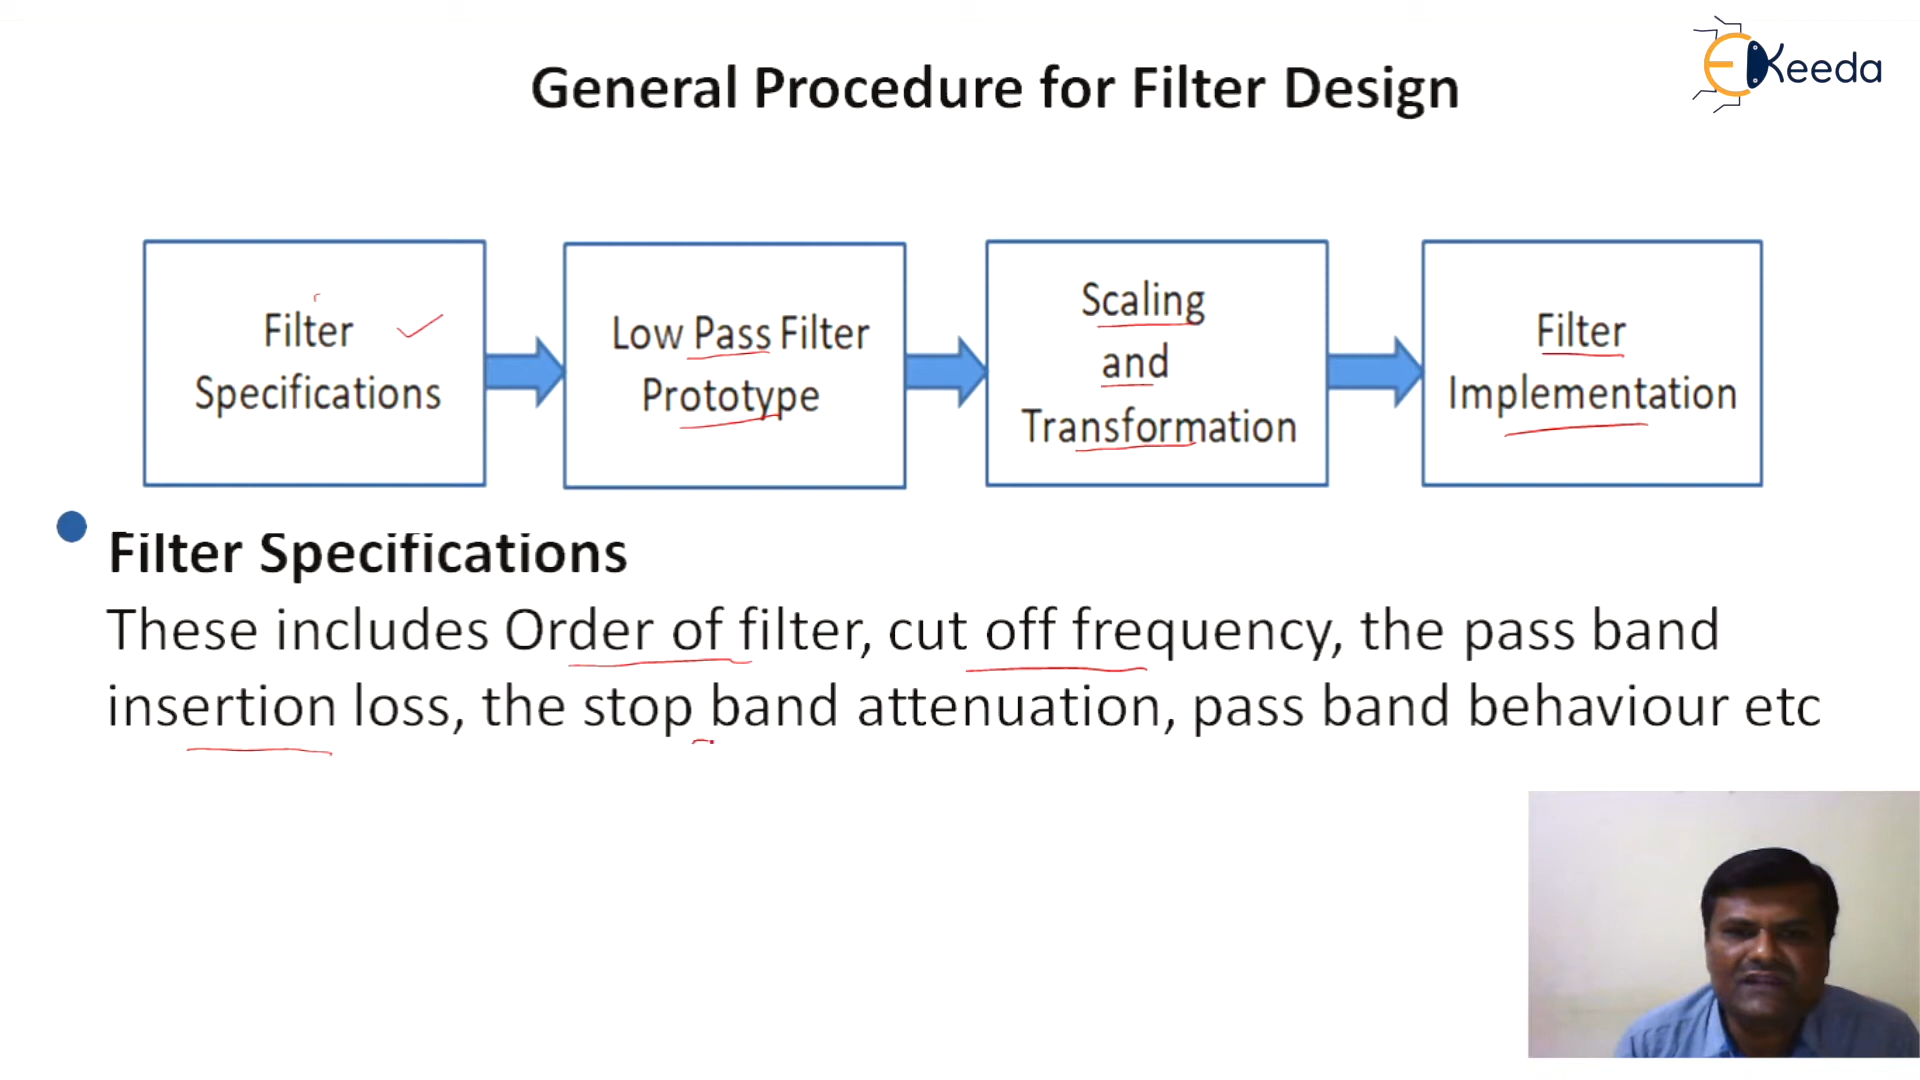 General Procedure for Filter Design
EKeeda
Filter
Specifications
Low Pass Filter
Prototype
Scaling
and
Transformation
Filter
Implementation
Filter Specifications
These includes Order of filter, cut off frequency, the pass band
insertion loss, the stop band attenuation, pass band behaviour etc